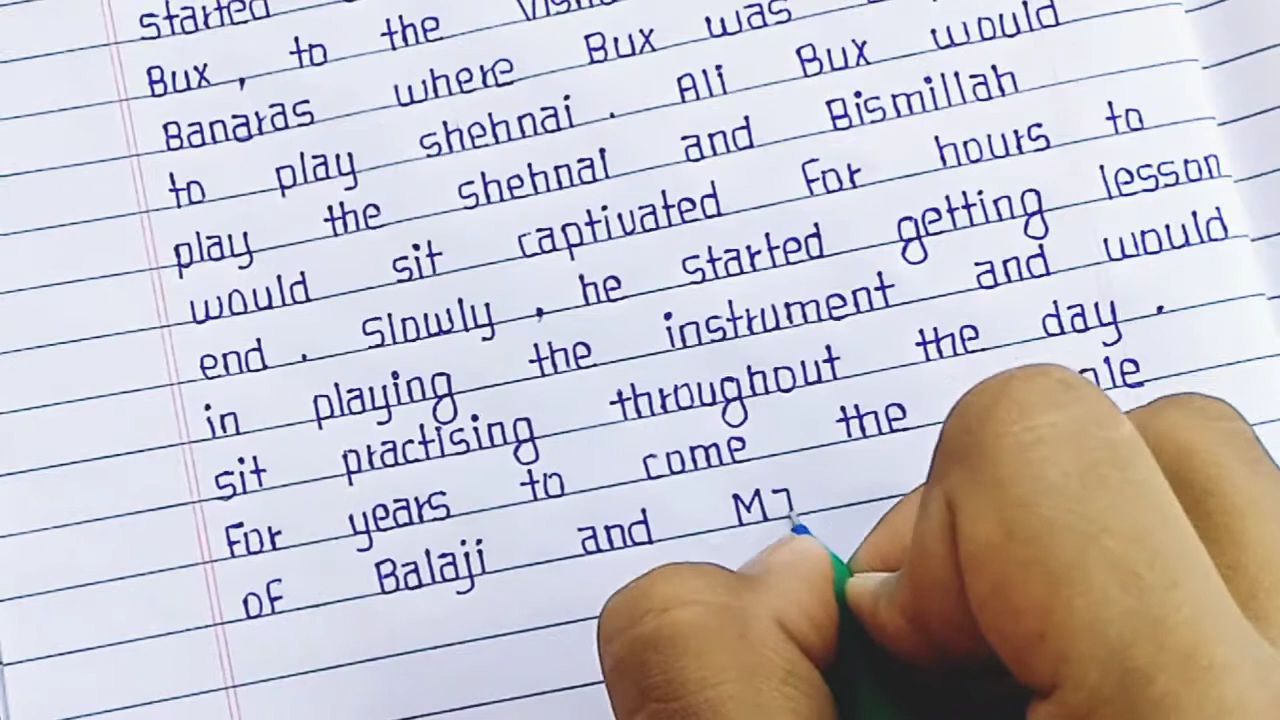 started
Bux, to the
Banaras where Bux was
to play shehnai. Ali Bux would
play the shehnai and Bismillah
would sit captivated For hours to
end. Slowly, he started getting lesson
in playing the instrument and would
sit practising throughout the day.
For years to come the
of Balaji and